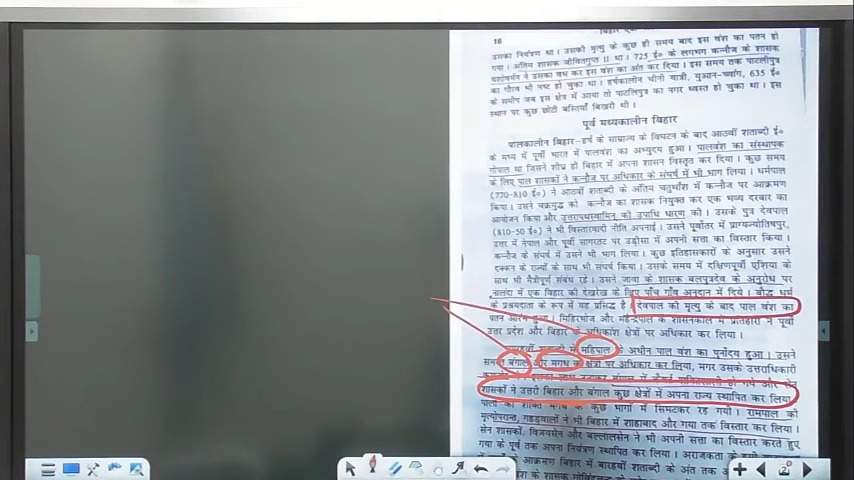 16
उसका नियंत्रण था। उसकी मृत्यु के कुछ ही समय बाद इस वंश का पतन हो
गया। अंतिम शासक जीवितगुप्त II था। 725 ई० के लगभग कन्नौज के शासक
यशोवर्मन ने उसका वध कर इस वंश का अंत कर दिया। इस समय तक पाटलीपुत्र
का गौरव भी नष्ट हो चुका था। हर्षकालीन चीनी यात्री, युआन-च्वांग, 635 ई०
के समीप जब इस क्षेत्र में आया तो पाटलिपुत्र का नगर ध्वस्त हो चुका था। इस
स्थान पर कुछ छोटी बस्तियाँ बिखरी थी।
पूर्व मध्यकालीन बिहार
पालकालीन बिहार-हर्ष के साम्राज्य के विघटन के बाद आठवीं शताब्दी ई०
के मध्य में पूर्वी भारत में पालवंश का अभ्युदय हुआ। पालवंश का संस्थापक
गोपाल था जिसने शीघ्र ही बिहार में अपना शासन विस्तृत कर दिया। कुछ समय
के लिए पाल शासकों ने कन्नौज पर अधिकार के संघर्ष में भी भाग लिया। धर्मपाल
(770-810 ई०) ने आठवीं शताब्दी के अंतिम चतुर्थांश में कन्नौज पर आक्रमण
किया। उसने चक्रयुद्ध को कन्नौज का शासक नियुक्त कर एक भव्य दरबार का
आयोजन किया और उत्तरापथस्वामिन की उपाधि धारण की। उसके पुत्र देवपाल
(810-50 ई०) ने भी विस्तारवादी नीति अपनाई। उसने पूर्वोत्तर में प्राग्ज्योतिषपुर,
उत्तर में नेपाल और पूर्वी सागरतट पर उड़ीसा में अपनी सत्ता का विस्तार किया।
कन्नौज के संघर्ष में उसने भी भाग लिया। कुछ इतिहासकारों के अनुसार उसने
दक्कन के राज्यों के साथ भी संघर्ष किया। उसके समय में दक्षिणपूर्वी एशिया के
साथ भी मैत्रीपूर्ण संबंध रहे। उसने जावा के शासक बलपुत्रदेव के अनुरोध पर
नालंदा में एक विहार की देखरेख के लिए पाँच गाँव अनुदान में दिये। बौद्ध धर्म
के प्रश्रयदाता के रूप में वह प्रसिद्ध है। देवपाल की मृत्यु के बाद पाल वंश का
पतन आरंभ हुआ। मिहिरभोज और महेन्द्रपाल के शासनकाल में प्रतिहारों ने पूर्वी
उत्तर प्रदेश और बिहार के अधिकांश क्षेत्रों पर अधिकार कर लिया।
महिपाल के अधीन पाल वंश का पुर्नोदय हुआ। उसने
समस्त बंगाल और मगध के क्षेत्रों पर अधिकार कर लिया, मगर उसके उत्तराधिकारी
शासकों ने उत्तरी बिहार और बंगाल कुछ क्षेत्रों में अपना राज्य स्थापित कर लिया
पालों की शक्ति मगध के कुछ भागों में सिमटकर रह गयी। रामपाल की
मृत्योपरान्त, गहड़वालों ने भी बिहार में शाहाबाद और गया तक विस्तार कर लिया।
सेन शासकों, विजयसेन और बल्लालसेन ने भी अपनी सत्ता का विस्तार करते हुए
गया के पूर्व तक अपना नियंत्रण स्थापित कर लिया। अराजकता के
आक्रमण बिहार में बारहवीं शताब्दी के अंत तक